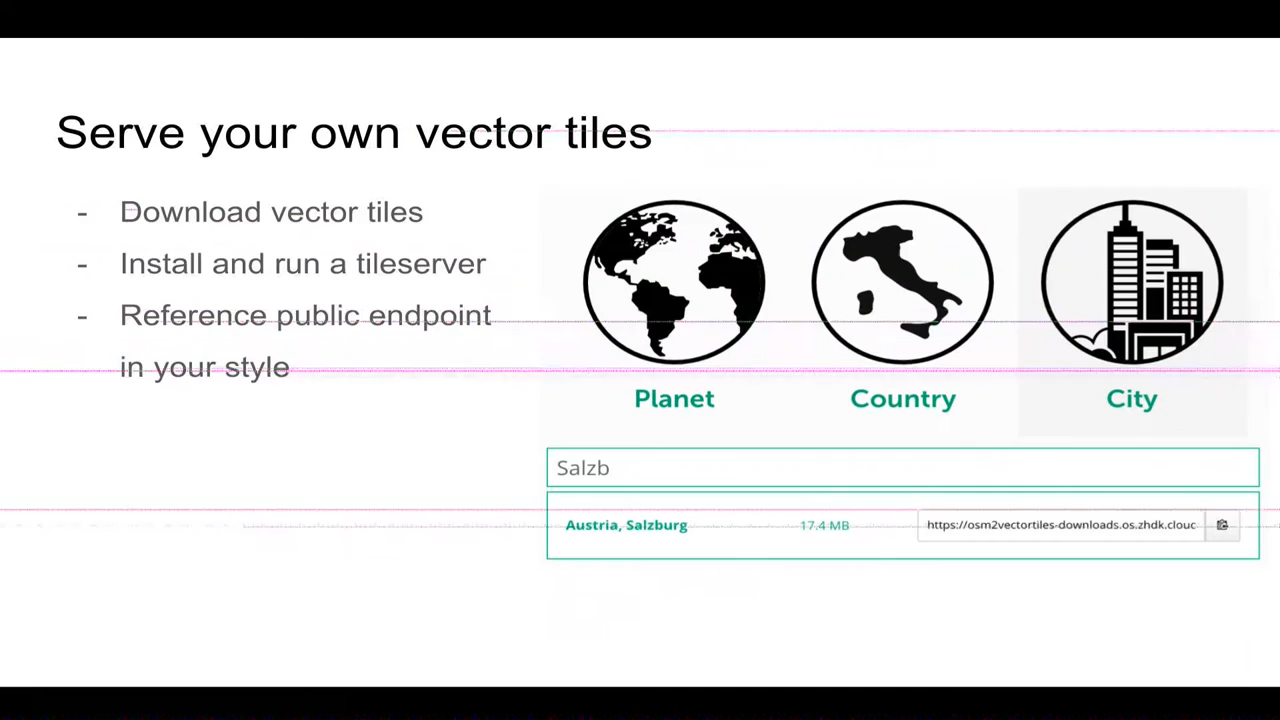 Serve your own vector tiles
- Download vector tiles
- Install and run a tileserver
- Reference public endpoint
in your style
Planet
Country
City
Salzb
Austria, Salzburg 17.4 MB https://osm2vectortiles-downloads.os.zhdk.clouc